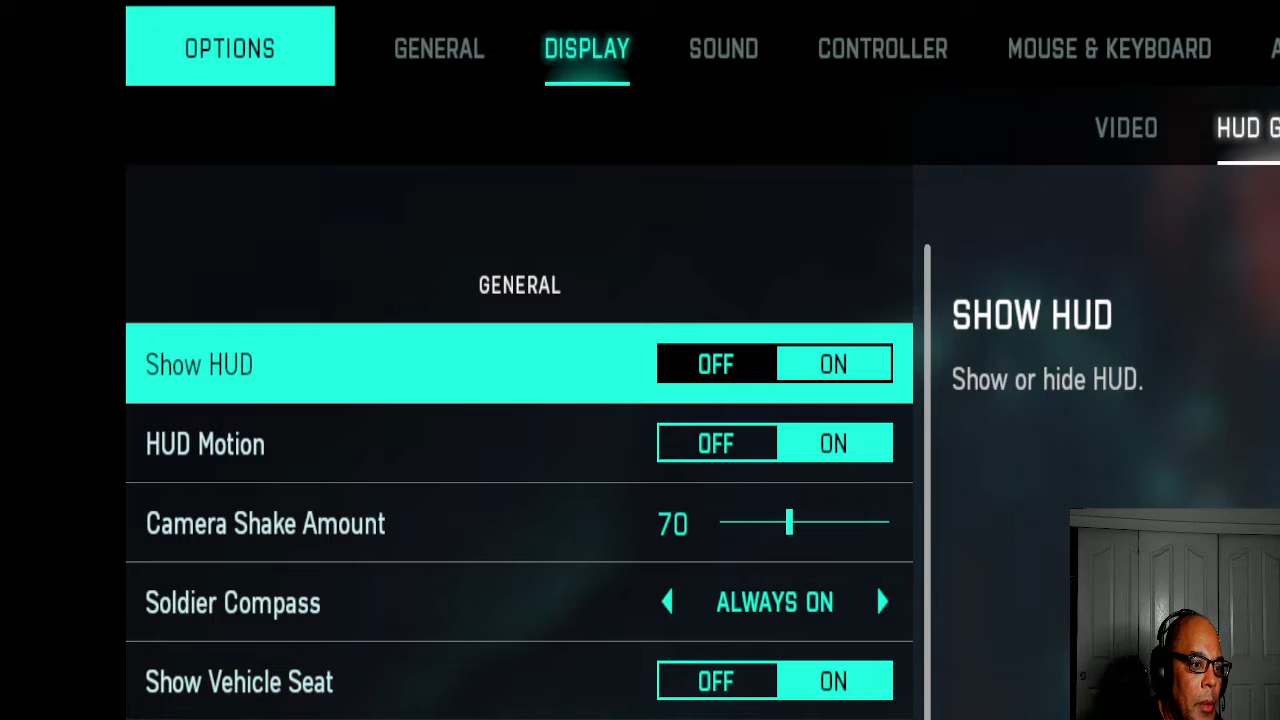 OPTIONS GENERAL DISPLAY SOUND CONTROLLER MOUSE & KEYBOARD
VIDEO HUD G
GENERAL
Show HUD OFF ON
SHOW HUD
Show or hide HUD.
HUD Motion OFF ON
Camera Shake Amount 70
Soldier Compass ALWAYS ON
Show Vehicle Seat OFF ON